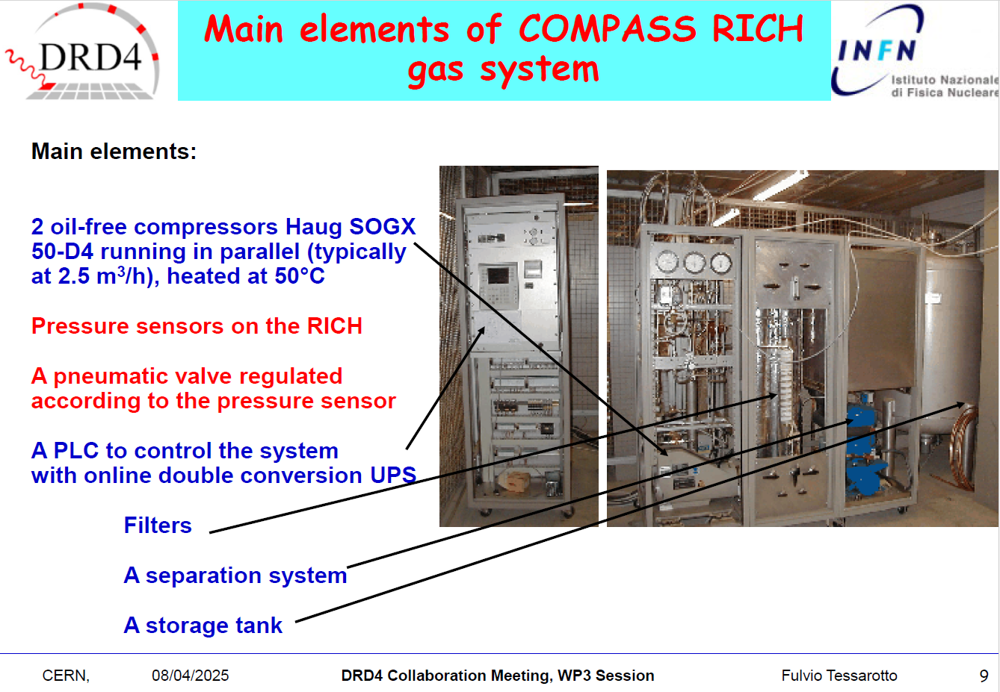 DRD4
Main elements of COMPASS RICH
gas system
INFN
Istituto Nazionale
di Fisica Nucleare
Main elements:
2 oil-free compressors Haug SOGX
50-D4 running in parallel (typically
at 2.5 m³/h), heated at 50°C
Pressure sensors on the RICH
A pneumatic valve regulated
according to the pressure sensor
A PLC to control the system
with online double conversion UPS
Filters
A separation system
A storage tank
CERN, 08/04/2025 DRD4 Collaboration Meeting, WP3 Session Fulvio Tessarotto 9